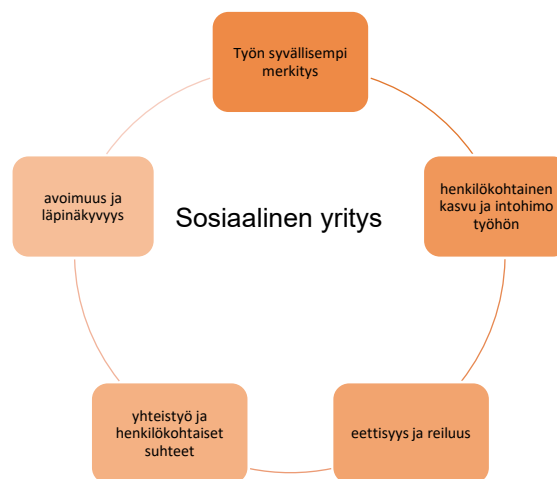 Työn syvällisempi
merkitys
avoimuus ja
läpinäkyvyys
Sosiaalinen yritys
henkilökohtainen
kasvu ja intohimo
työhön
yhteistyö ja
henkilökohtaiset
suhteet
eettisyys ja reiluus